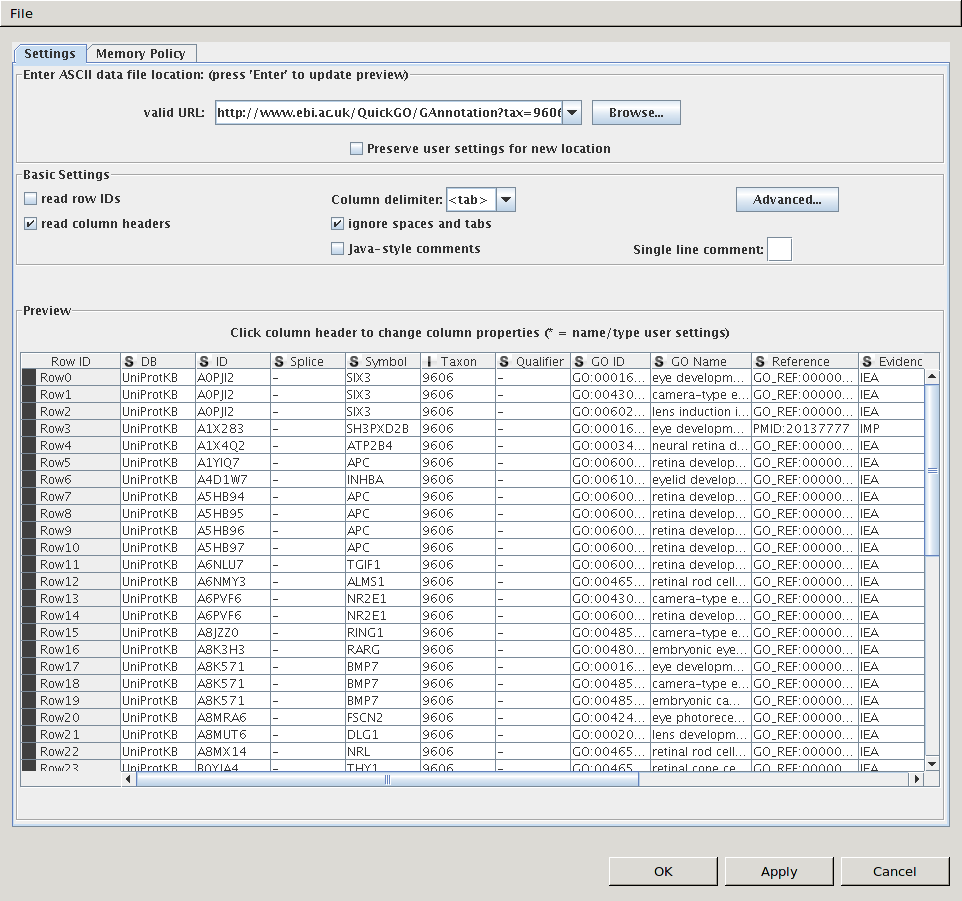 File
Settings Memory Policy
Enter ASCII data file location: (press 'Enter' to update preview)
valid URL: http://www.ebi.ac.uk/QuickGO/GAnnotation?tax=9606 Browse...
Preserve user settings for new location
Basic Settings
read row IDs Column delimiter: <tab> Advanced...
read column headers ignore spaces and tabs
Java-style comments Single line comment:
Preview
Click column header to change column properties (* = name/type user settings)
Row ID S DB S ID S Splice S Symbol I Taxon S Qualifier S GO ID S GO Name S Reference S Evidenc
Row0 UniProtKB A0PJI2 - SIX3 9606 - GO:00016... eye developm... GO_REF:00000... IEA
Row1 UniProtKB A0PJI2 - SIX3 9606 - GO:00430... camera-type e... GO_REF:00000... IEA
Row2 UniProtKB A0PJI2 - SIX3 9606 - GO:00602... lens induction i... GO_REF:00000... IEA
Row3 UniProtKB A1X283 - SH3PXD2B 9606 - GO:00016... eye developm... PMID:20137777 IMP
Row4 UniProtKB A1X4Q2 - ATP2B4 9606 - GO:00034... neural retina d... GO_REF:00000... IEA
Row5 UniProtKB A1YIQ7 - APC 9606 - GO:00600... retina develop... GO_REF:00000... IEA
Row6 UniProtKB A4D1W7 - INHBA 9606 - GO:00610... eyelid develop... GO_REF:00000... IEA
Row7 UniProtKB A5HB94 - APC 9606 - GO:00600... retina develop... GO_REF:00000... IEA
Row8 UniProtKB A5HB95 - APC 9606 - GO:00600... retina develop... GO_REF:00000... IEA
Row9 UniProtKB A5HB96 - APC 9606 - GO:00600... retina develop... GO_REF:00000... IEA
Row10 UniProtKB A5HB97 - APC 9606 - GO:00600... retina develop... GO_REF:00000... IEA
Row11 UniProtKB A6NLU7 - TGIF1 9606 - GO:00600... retina develop... GO_REF:00000... IEA
Row12 UniProtKB A6NMY3 - ALMS1 9606 - GO:00465... retinal rod cell... GO_REF:00000... IEA
Row13 UniProtKB A6PVF6 - NR2E1 9606 - GO:00430... camera-type e... GO_REF:00000... IEA
Row14 UniProtKB A6PVF6 - NR2E1 9606 - GO:00600... retina develop... GO_REF:00000... IEA
Row15 UniProtKB A8JZZ0 - RING1 9606 - GO:00485... camera-type e... GO_REF:00000... IEA
Row16 UniProtKB A8K3H3 - RARG 9606 - GO:00480... embryonic eye... GO_REF:00000... IEA
Row17 UniProtKB A8K571 - BMP7 9606 - GO:00016... eye developm... GO_REF:00000... IEA
Row18 UniProtKB A8K571 - BMP7 9606 - GO:00485... camera-type e... GO_REF:00000... IEA
Row19 UniProtKB A8K571 - BMP7 9606 - GO:00485... embryonic ca... GO_REF:00000... IEA
Row20 UniProtKB A8MRA6 - FSCN2 9606 - GO:00424... eye photorece... GO_REF:00000... IEA
Row21 UniProtKB A8MUT6 - DLG1 9606 - GO:00020... lens developm... GO_REF:00000... IEA
Row22 UniProtKB A8MX14 - NRL 9606 - GO:00465... retinal rod cell... GO_REF:00000... IEA
Row23 UniProtKB B0YJA4 - THY1 9606 - GO:00465... retinal cone ce... GO_REF:00000... IEA
OK Apply Cancel